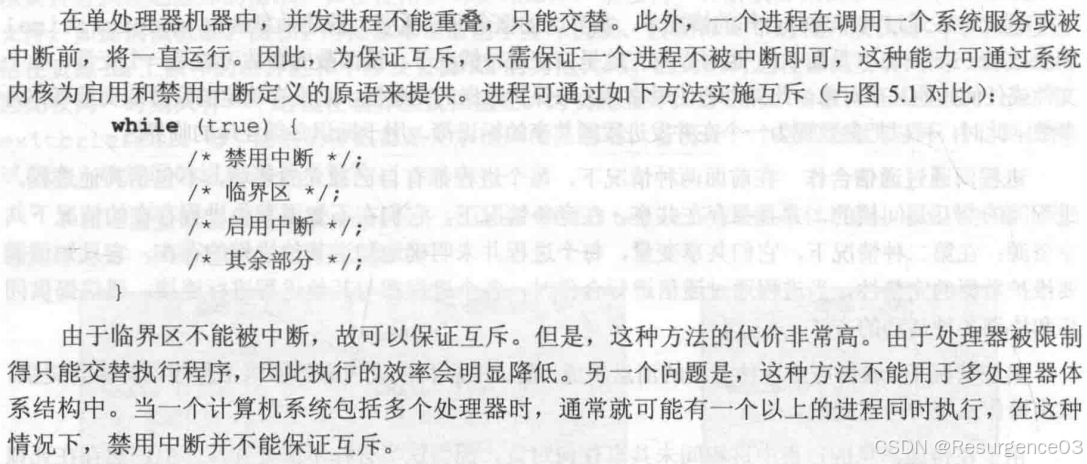 在单处理器机器中，并发进程不能重叠，只能交替。此外，一个进程在调用一个系统服务或被
中断前，将一直运行。因此，为保证互斥，只需保证一个进程不被中断即可，这种能力可通过系统
内核为启用和禁用中断定义的原语来提供。进程可通过如下方法实施互斥（与图 5.1 对比）：
while (true) {
/* 禁用中断 */;
/* 临界区 */;
/* 启用中断 */;
/* 其余部分 */;
}
由于临界区不能被中断，故可以保证互斥。但是，这种方法的代价非常高。由于处理器被限制
得只能交替执行程序，因此执行的效率会明显降低。另一个问题是，这种方法不能用于多处理器体
系结构中。当一个计算机系统包括多个处理器时，通常就可能有一个以上的进程同时执行，在这种
情况下，禁用中断并不能保证互斥。
CSDN @Resurgence03